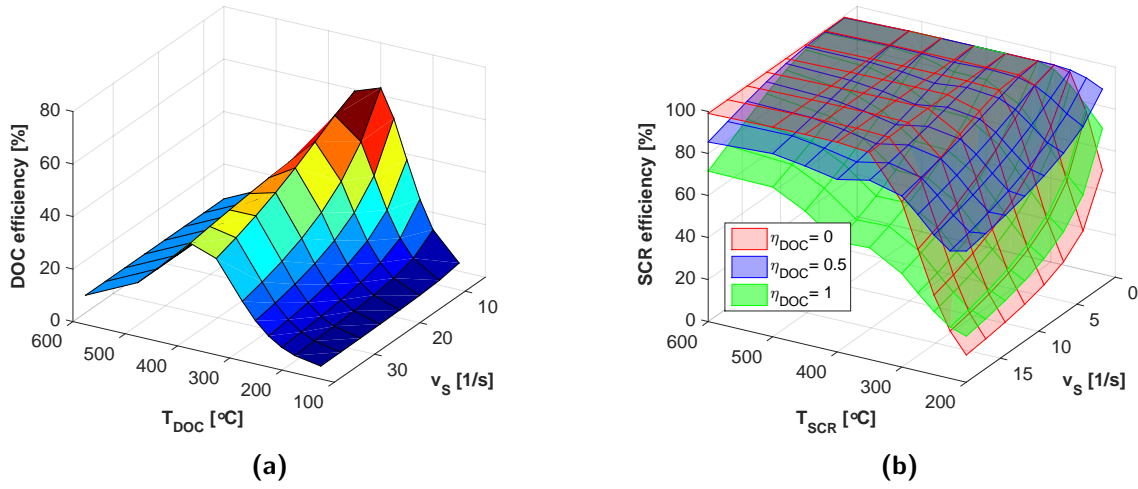 80
60
40
20
0
DOC efficiency [%]
600
500
400
300
200
100
T_DOC [°C]
10
20
30
v_S [1/s]
(a)
100
80
60
40
20
0
SCR efficiency [%]
η_DOC = 0
η_DOC = 0.5
η_DOC = 1
600
500
400
300
200
T_SCR [°C]
0
5
10
15
v_S [1/s]
(b)